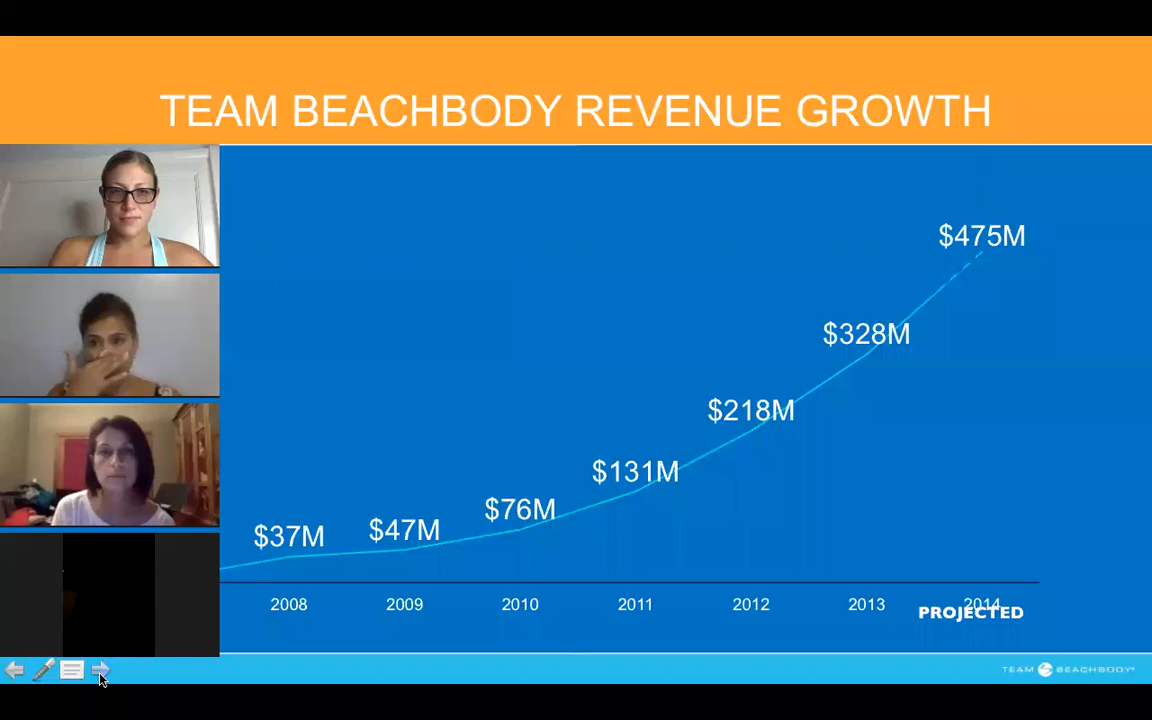 TEAM BEACHBODY REVENUE GROWTH
$475M
$328M
$218M
$131M
$76M
$47M
$37M
2008 2009 2010 2011 2012 2013 2014
PROJECTED
TEAM BEACHBODY®